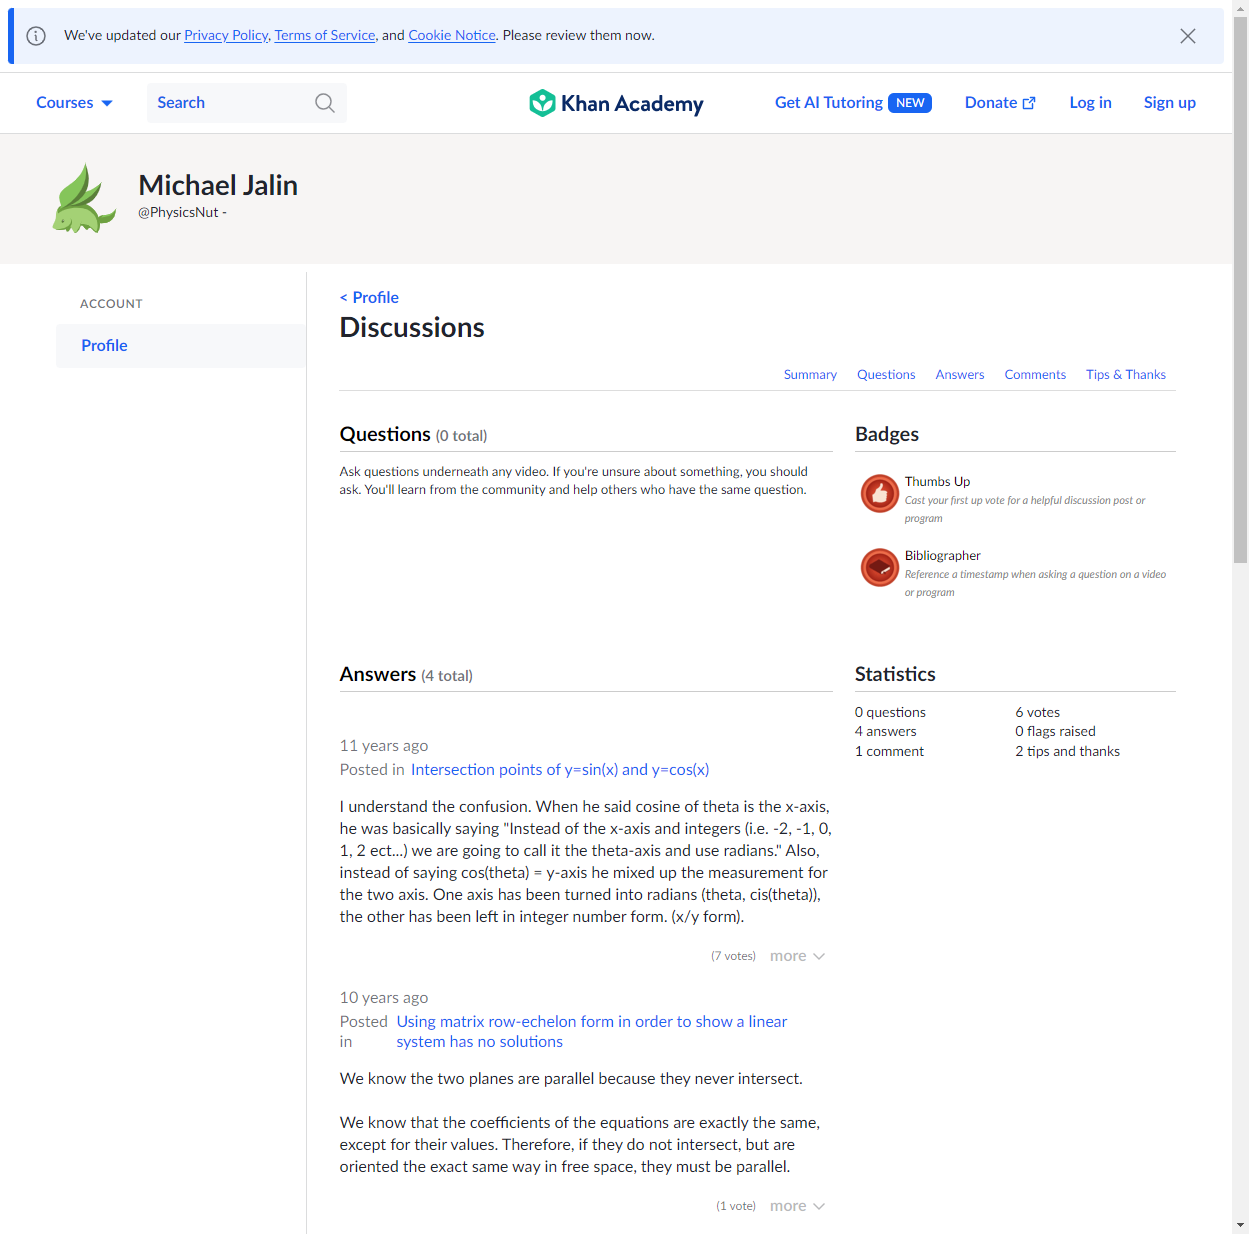 We've updated our Privacy Policy, Terms of Service, and Cookie Notice. Please review them now.
Courses
Search
Khan Academy
Get AI Tutoring NEW
Donate
Log in
Sign up
Michael Jalin
@PhysicsNut -
ACCOUNT
Profile
< Profile
Discussions
Summary
Questions
Answers
Comments
Tips & Thanks
Questions (0 total)
Ask questions underneath any video. If you're unsure about something, you should
ask. You'll learn from the community and help others who have the same question.
Badges
Thumbs Up
Cast your first up vote for a helpful discussion post or
program
Bibliographer
Reference a timestamp when asking a question on a video
or program
Answers (4 total)
11 years ago
Posted in Intersection points of y=sin(x) and y=cos(x)
I understand the confusion. When he said cosine of theta is the x-axis,
he was basically saying "Instead of the x-axis and integers (i.e. -2, -1, 0,
1, 2 ect...) we are going to call it the theta-axis and use radians." Also,
instead of saying cos(theta) = y-axis he mixed up the measurement for
the two axis. One axis has been turned into radians (theta, cis(theta)),
the other has been left in integer number form. (x/y form).
(7 votes)
more
10 years ago
Posted in Using matrix row-echelon form in order to show a linear
system has no solutions
We know the two planes are parallel because they never intersect.
We know that the coefficients of the equations are exactly the same,
except for their values. Therefore, if they do not intersect, but are
oriented the exact same way in free space, they must be parallel.
(1 vote)
more
Statistics
0 questions
6 votes
4 answers
0 flags raised
1 comment
2 tips and thanks